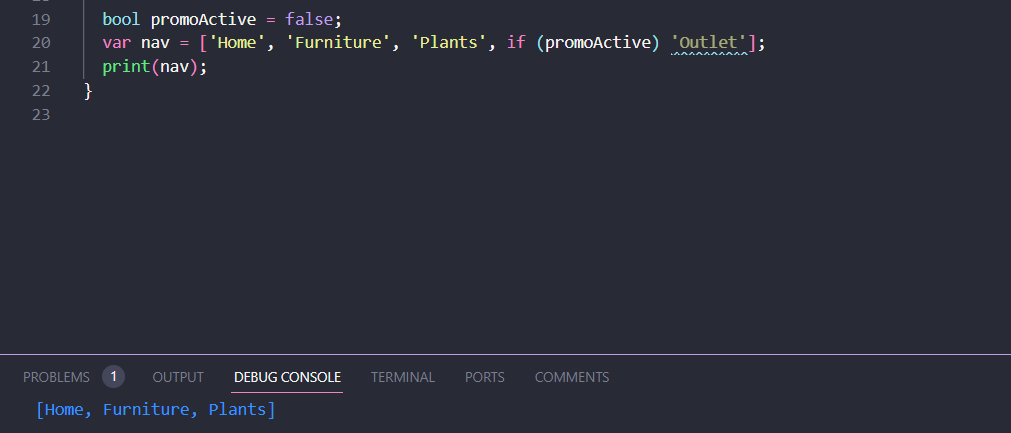 19 bool promoActive = false;
20 var nav = ['Home', 'Furniture', 'Plants', if (promoActive) 'Outlet'];
21 print(nav);
22 }
23
PROBLEMS 1 OUTPUT DEBUG CONSOLE TERMINAL PORTS COMMENTS
[Home, Furniture, Plants]